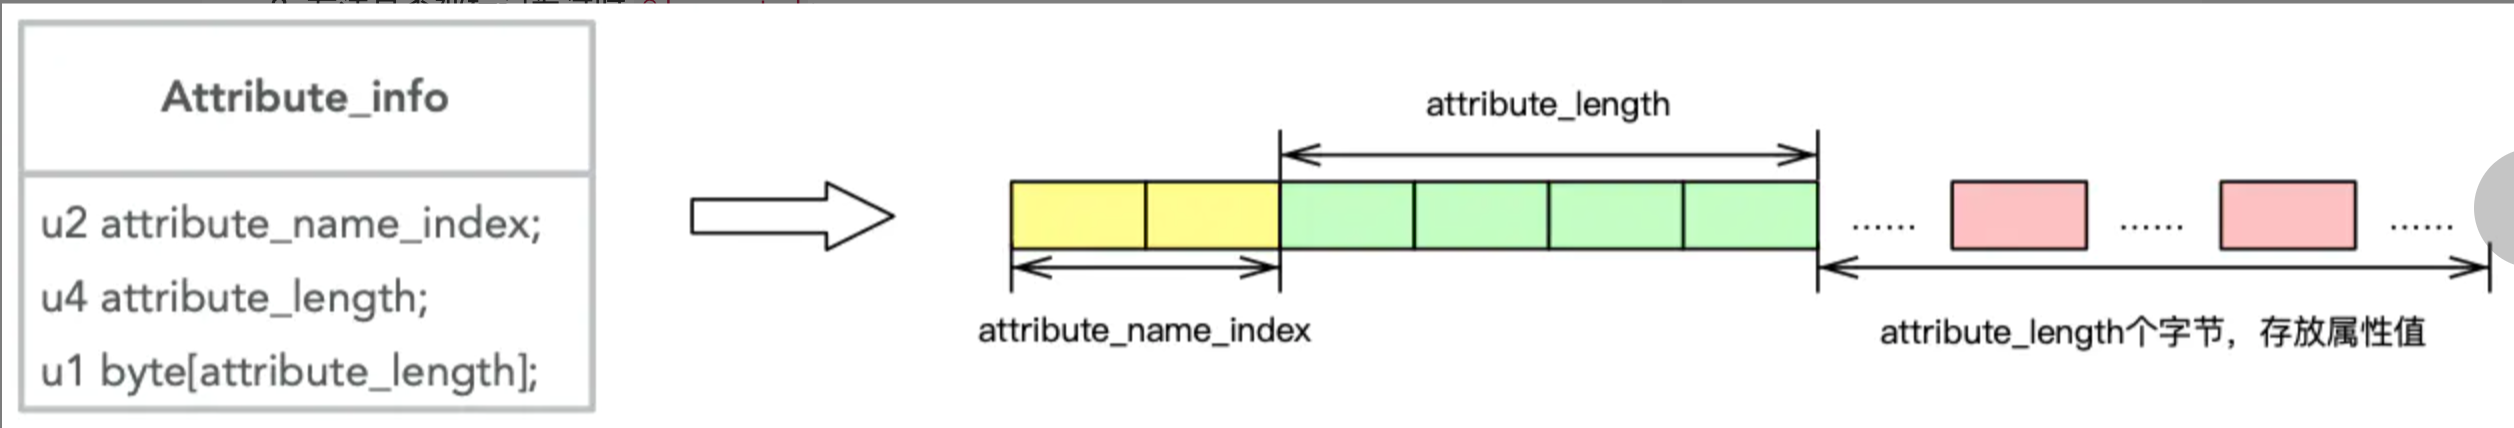 Attribute_info
u2 attribute_name_index;
u4 attribute_length;
u1 byte[attribute_length];
attribute_length
......
......
......
attribute_name_index
attribute_length个字节，存放属性值